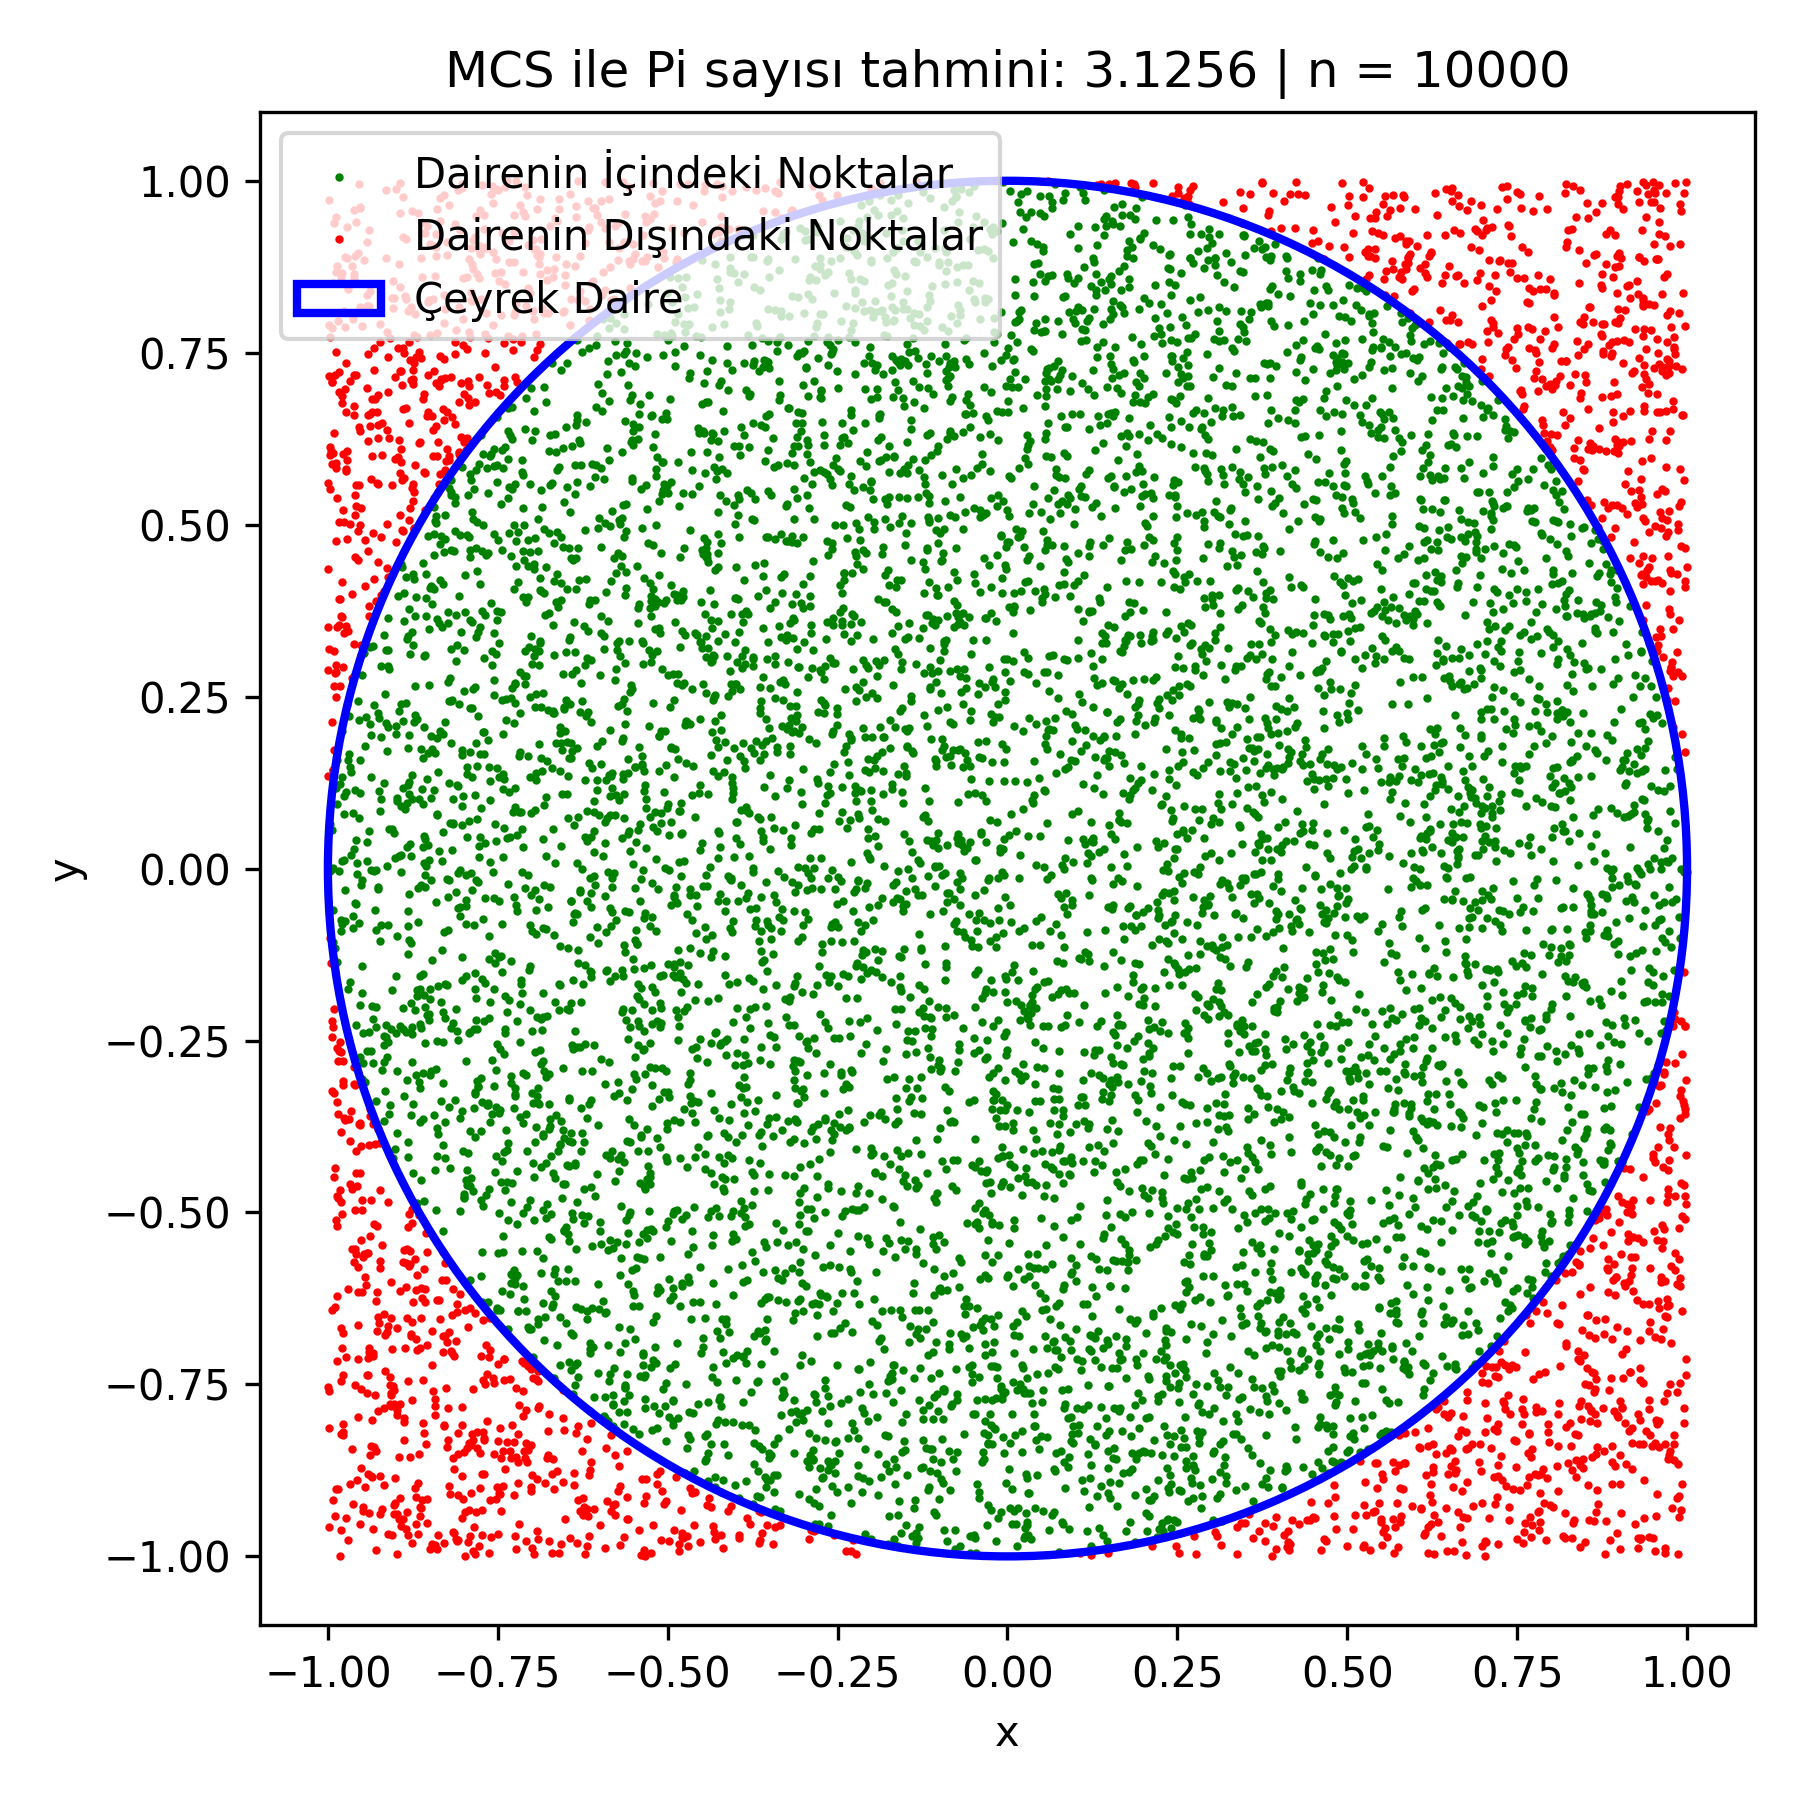 MCS ile Pi sayısı tahmini: 3.1256 | n = 10000
Dairenin İçindeki Noktalar
Dairenin Dışındaki Noktalar
Çeyrek Daire
1.00
0.75
0.50
0.25
0.00
−0.25
−0.50
−0.75
−1.00
y
−1.00 −0.75 −0.50 −0.25 0.00 0.25 0.50 0.75 1.00
x